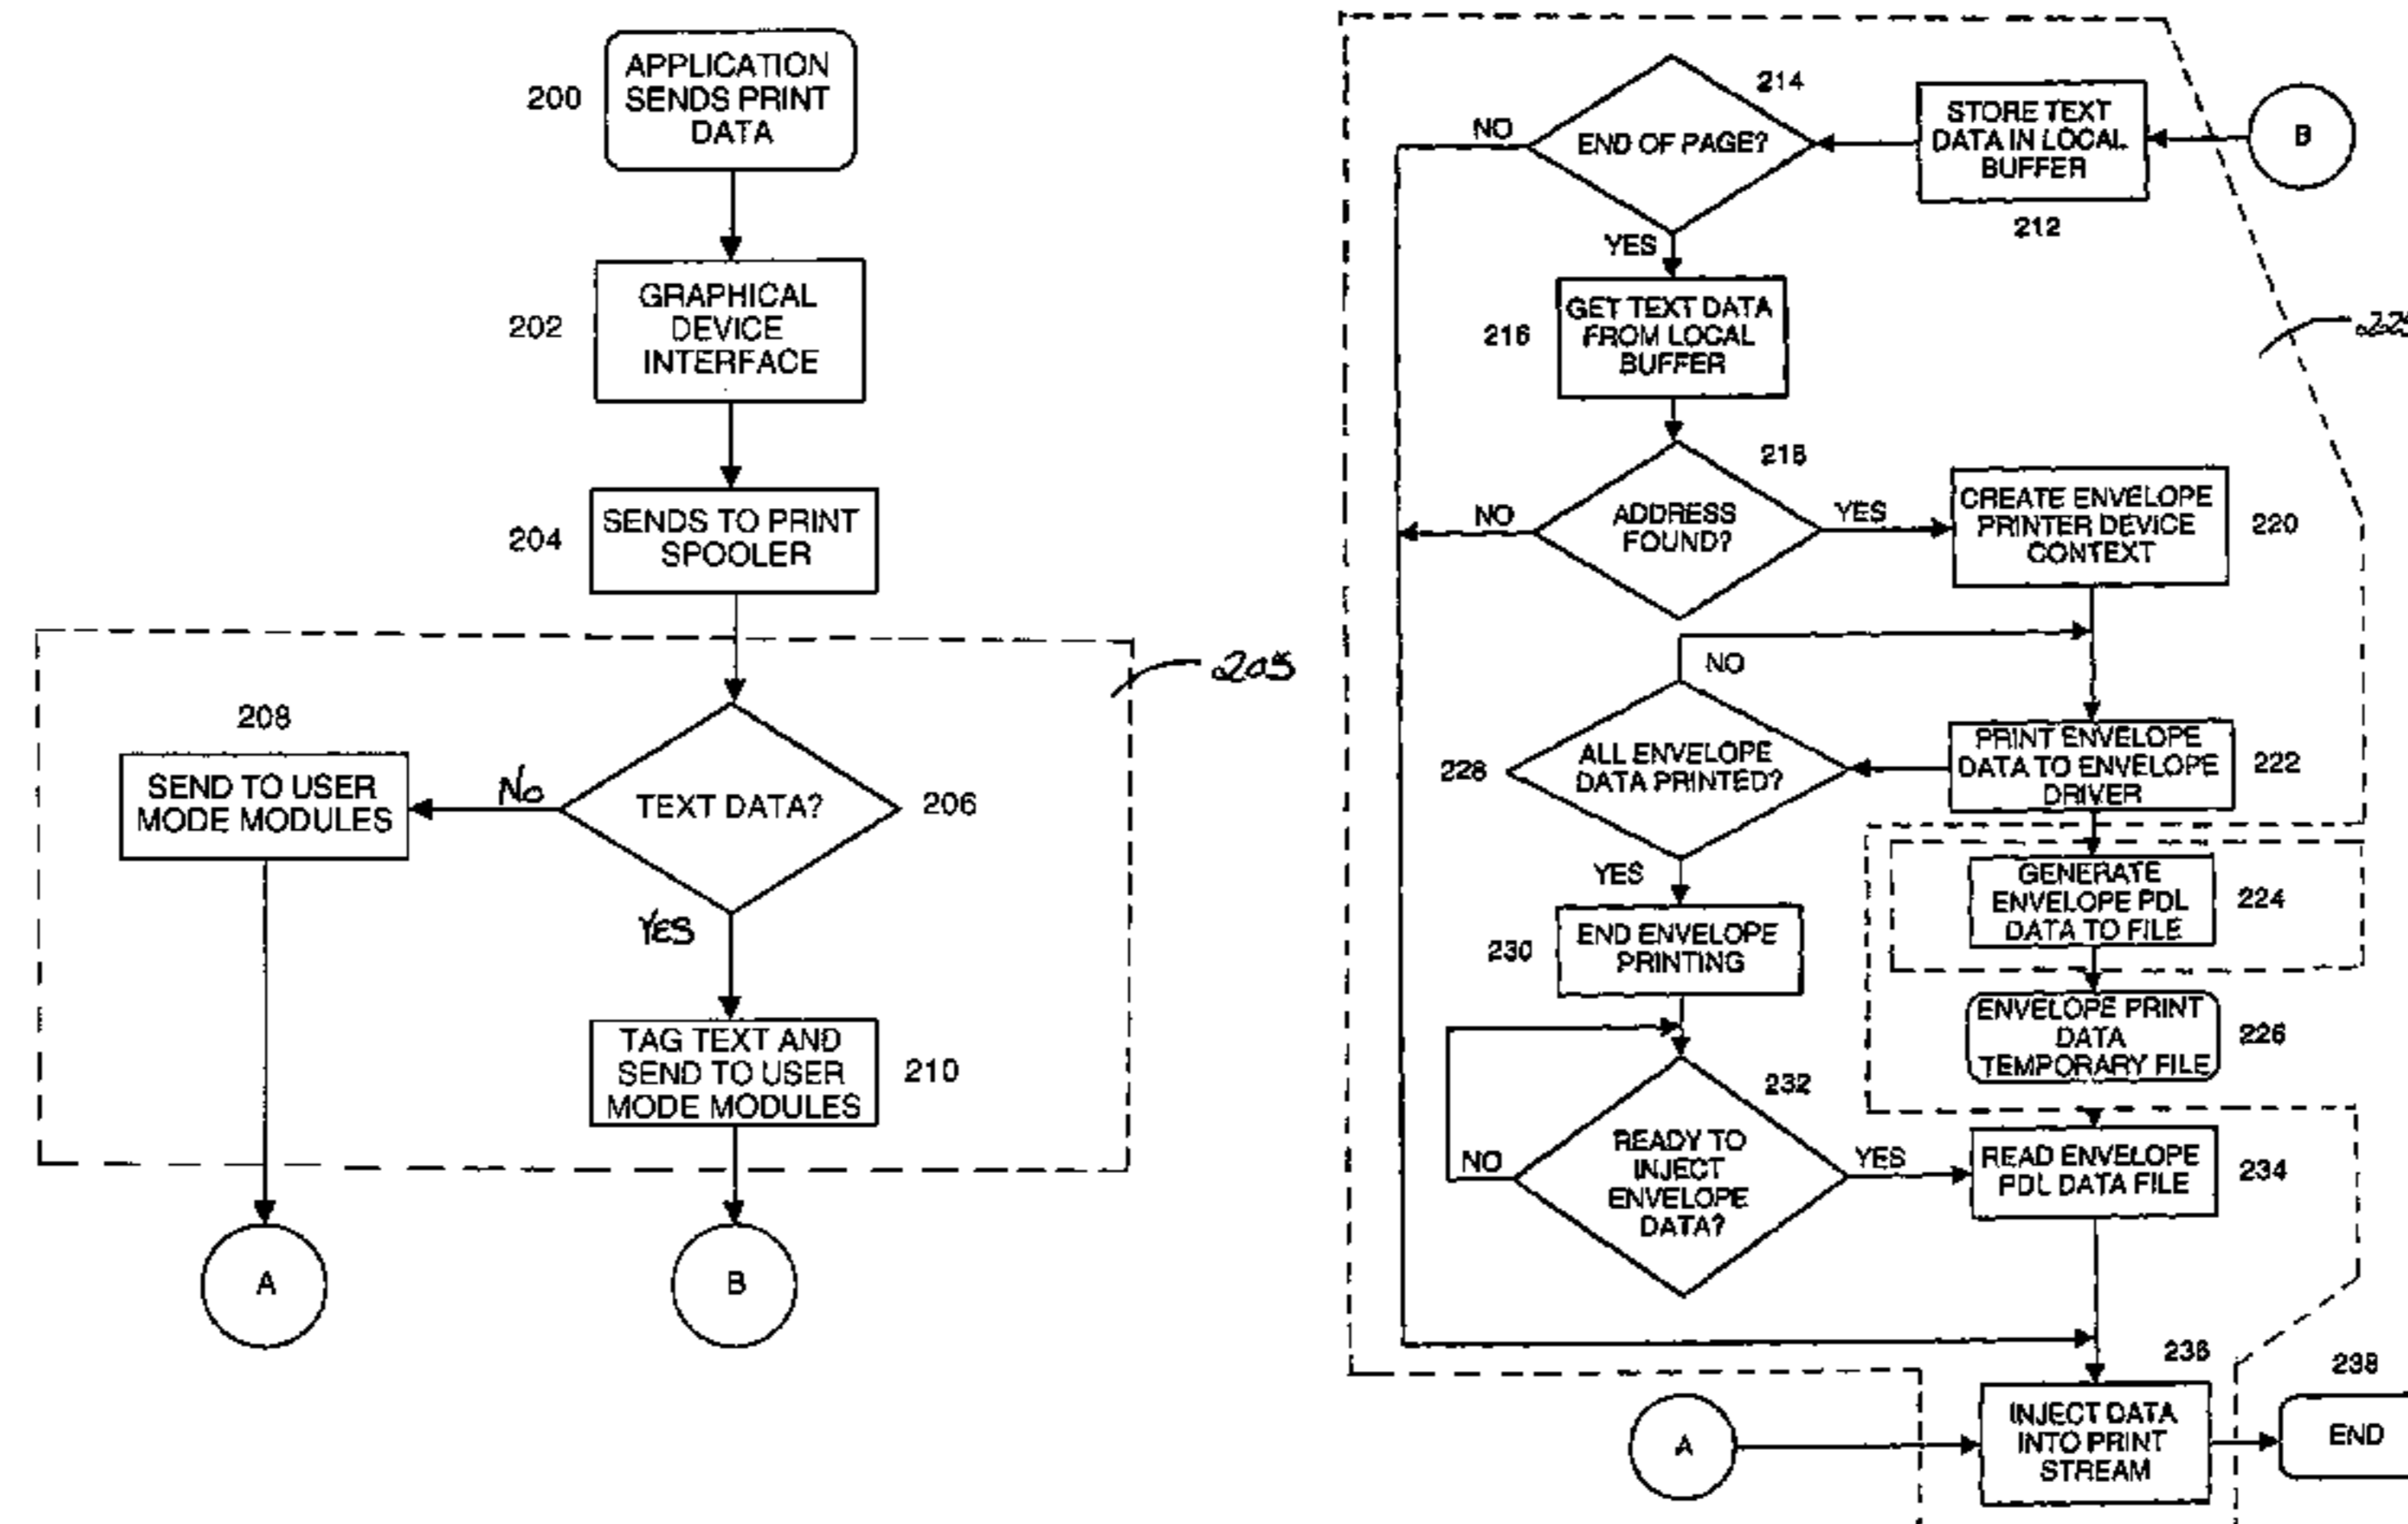 200
APPLICATION
SENDS PRINT
DATA
202
GRAPHICAL
DEVICE
INTERFACE
204
SENDS TO PRINT
SPOOLER
205
208
SEND TO USER
MODE MODULES
NO
TEXT DATA?
206
YES
TAG TEXT AND
SEND TO USER
MODE MODULES
210
A
B
214
NO
END OF PAGE?
STORE TEXT
DATA IN LOCAL
BUFFER
212
B
YES
216
GET TEXT DATA
FROM LOCAL
BUFFER
218
NO
ADDRESS
FOUND?
YES
CREATE ENVELOPE
PRINTER DEVICE
CONTEXT
220
NO
228
ALL ENVELOPE
DATA PRINTED?
PRINT ENVELOPE
DATA TO ENVELOPE
DRIVER
222
YES
GENERATE
ENVELOPE PDL
DATA TO FILE
224
230
END ENVELOPE
PRINTING
ENVELOPE PRINT
DATA
TEMPORARY FILE
226
232
NO
READY TO
INJECT
ENVELOPE
DATA?
YES
READ ENVELOPE
PDL DATA FILE
234
236
238
A
INJECT DATA
INTO PRINT
STREAM
END